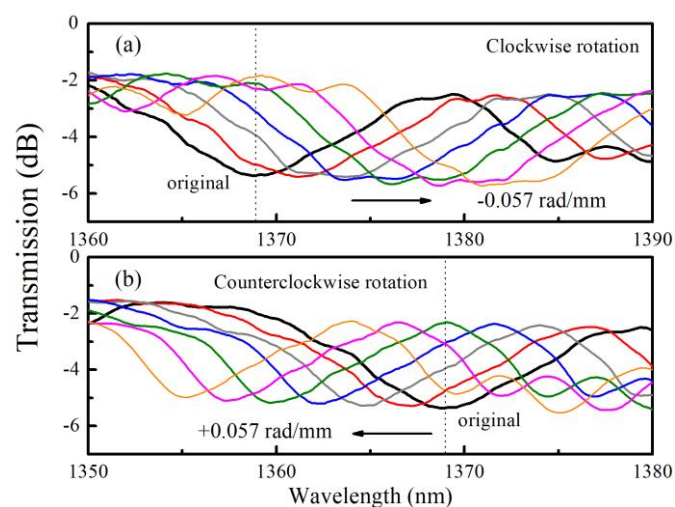 0
(a)
Clockwise rotation
-2
-4
original
-6
-0.057 rad/mm
1360
1370
1380
1390
Transmission (dB)
0
(b)
Counterclockwise rotation
-2
-4
original
+0.057 rad/mm
-6
1350
1360
1370
1380
Wavelength (nm)